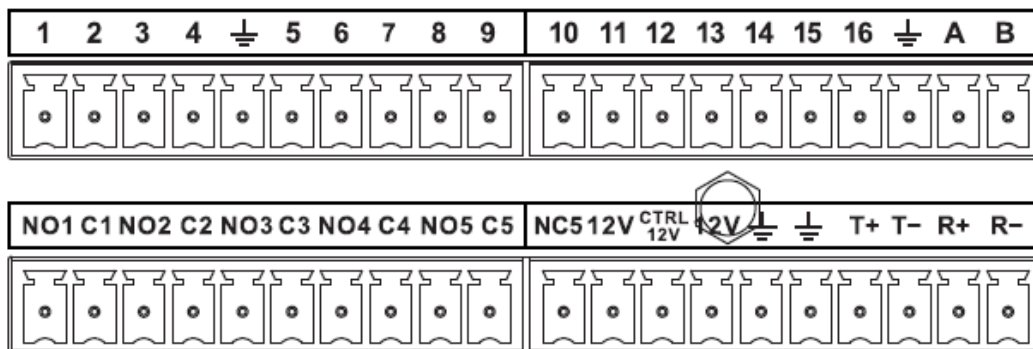 1 2 3 4 ⏚ 5 6 7 8 9 10 11 12 13 14 15 16 ⏚ A B
NO1 C1 NO2 C2 NO3 C3 NO4 C4 NO5 C5 NC5 12V CTRL 12V 12V ⏚ ⏚ T+ T− R+ R−